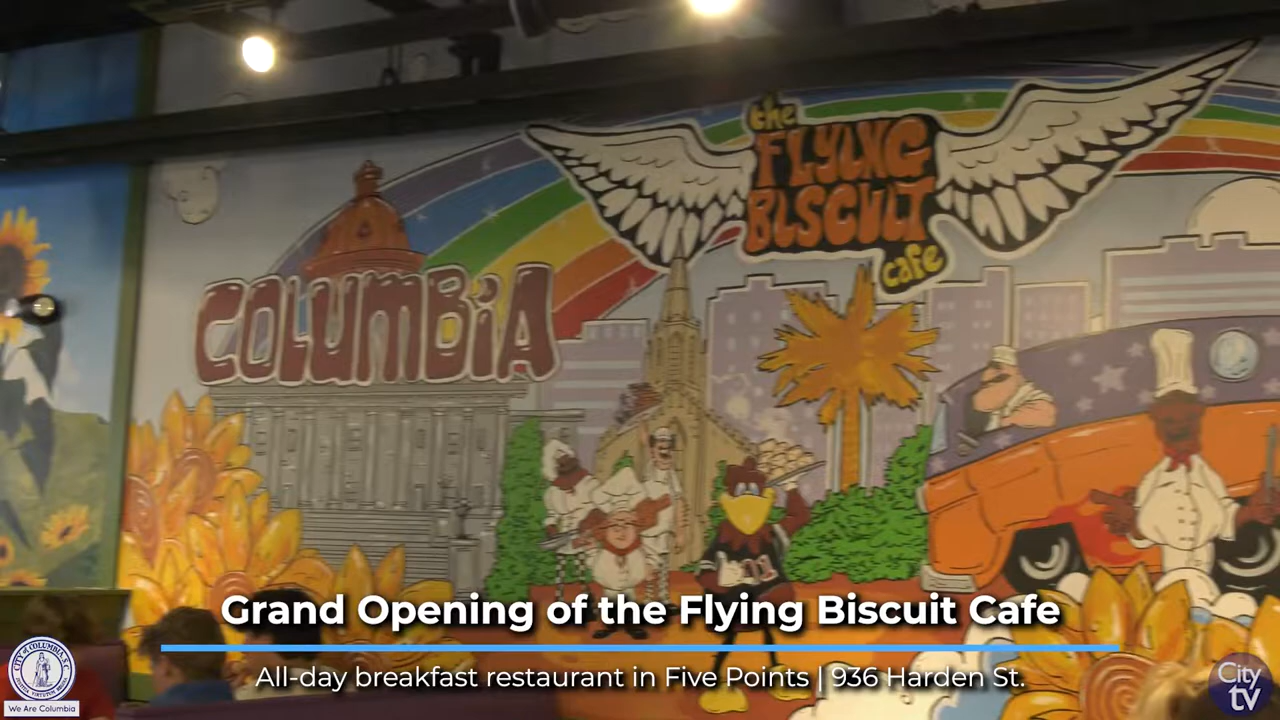 the
FLYING
BISCUIT
cafe
COLUMBIA
Grand Opening of the Flying Biscuit Cafe
All-day breakfast restaurant in Five Points | 936 Harden St.
We Are Columbia
City
tv